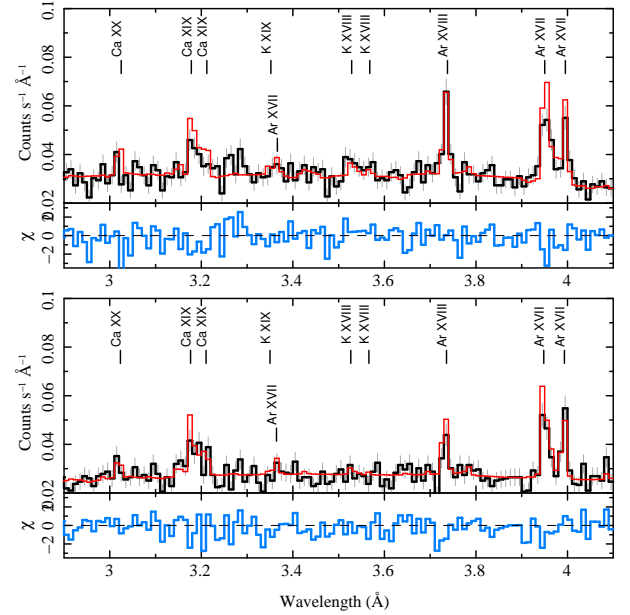 Ca XX
Ca XIX
Ca XIX
K XIX
Ar XVII
K XVIII
K XVIII
Ar XVIII
Ar XVII
Ar XVII
0.1
0.08
0.06
0.04
0.02
Counts s⁻¹ Å⁻¹
2
0
−2
χ
3 3.2 3.4 3.6 3.8 4
Ca XX
Ca XIX
Ca XIX
K XIX
Ar XVII
K XVIII
K XVIII
Ar XVIII
Ar XVII
Ar XVII
0.1
0.08
0.06
0.04
0.02
Counts s⁻¹ Å⁻¹
2
0
−2
χ
3 3.2 3.4 3.6 3.8 4
Wavelength (Å)